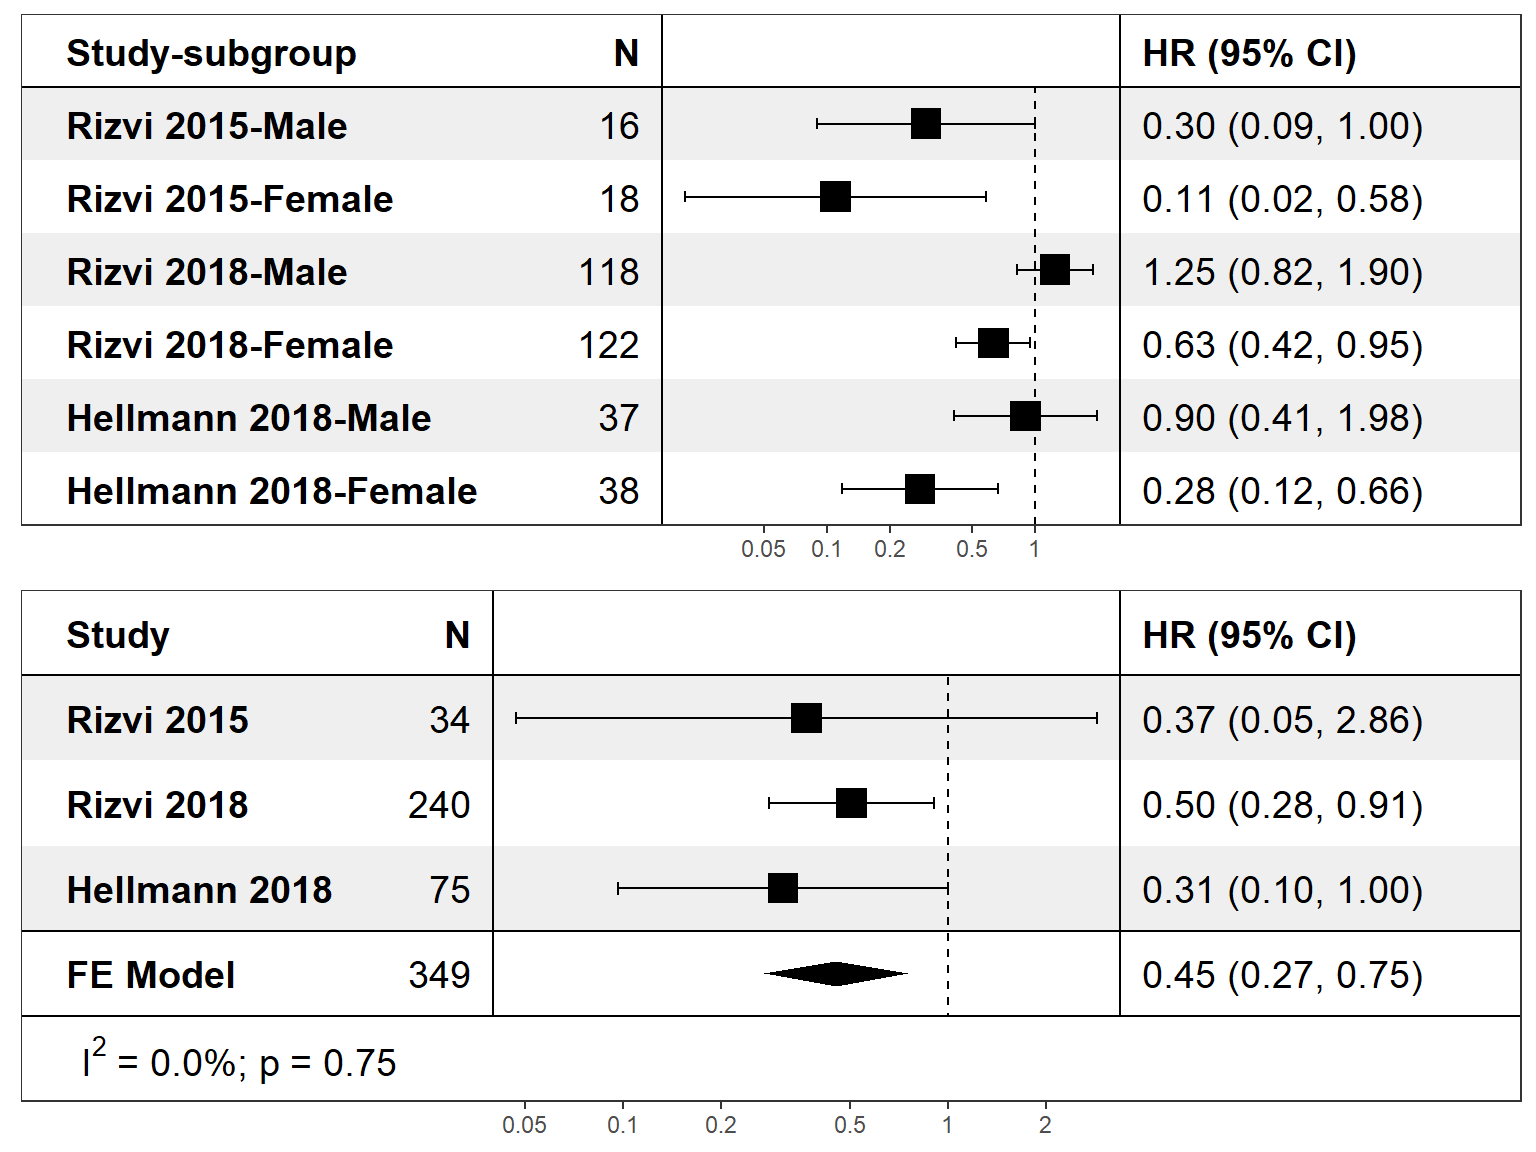 Study-subgroup N HR (95% CI)
Rizvi 2015-Male 16 0.30 (0.09, 1.00)
Rizvi 2015-Female 18 0.11 (0.02, 0.58)
Rizvi 2018-Male 118 1.25 (0.82, 1.90)
Rizvi 2018-Female 122 0.63 (0.42, 0.95)
Hellmann 2018-Male 37 0.90 (0.41, 1.98)
Hellmann 2018-Female 38 0.28 (0.12, 0.66)
0.05 0.1 0.2 0.5 1
Study N HR (95% CI)
Rizvi 2015 34 0.37 (0.05, 2.86)
Rizvi 2018 240 0.50 (0.28, 0.91)
Hellmann 2018 75 0.31 (0.10, 1.00)
FE Model 349 0.45 (0.27, 0.75)
I² = 0.0%; p = 0.75
0.05 0.1 0.2 0.5 1 2